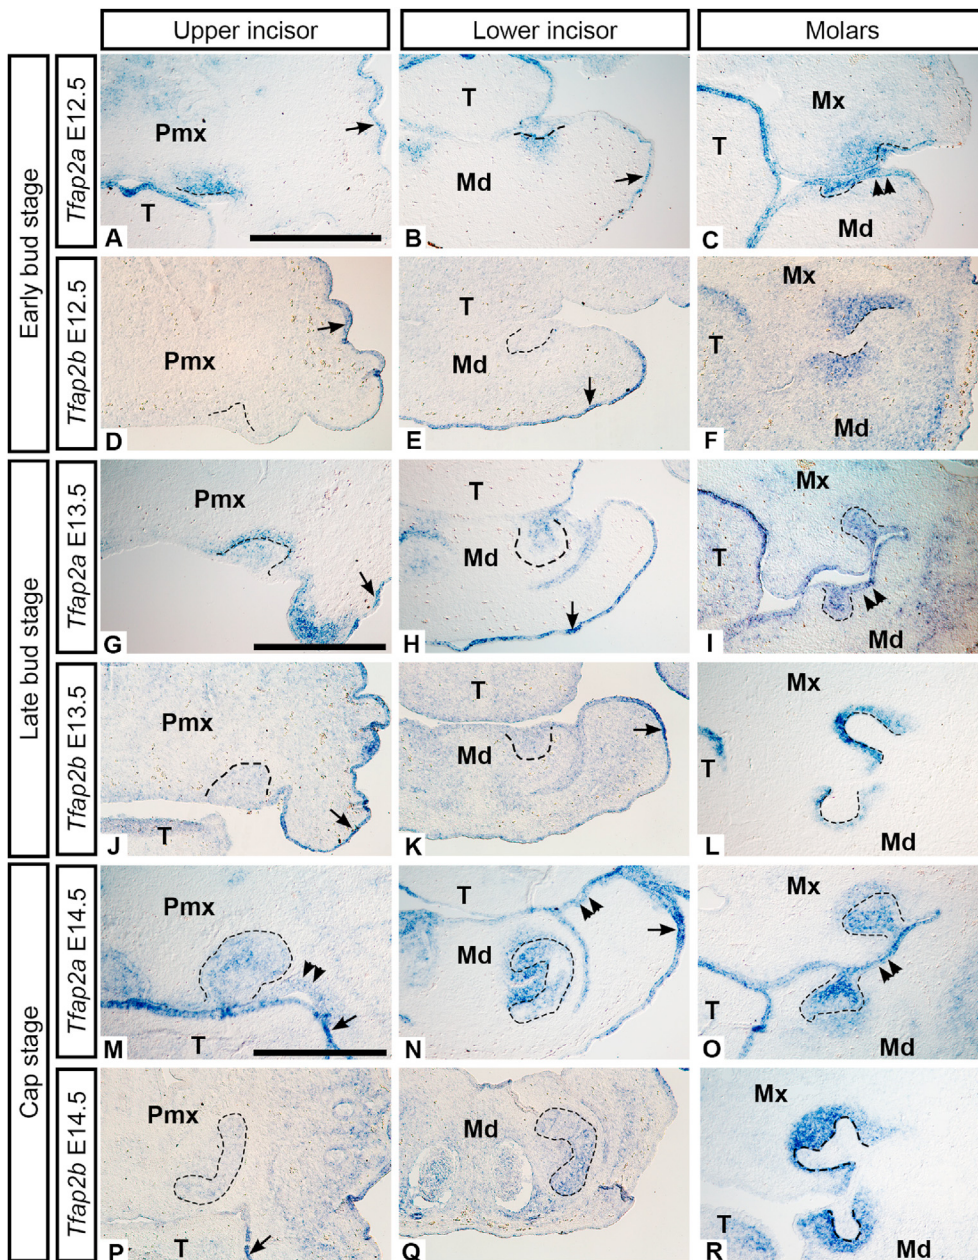 Upper incisor
Lower incisor
Molars
Early bud stage
Tfap2a E12.5
Pmx
T
A
T
Md
B
Mx
T
Md
C
Tfap2b E12.5
Pmx
D
T
Md
E
Mx
T
Md
F
Late bud stage
Tfap2a E13.5
Pmx
G
T
Md
H
Mx
T
Md
I
Tfap2b E13.5
Pmx
T
J
T
Md
K
Mx
T
Md
L
Cap stage
Tfap2a E14.5
Pmx
T
M
T
Md
N
Mx
T
Md
O
Tfap2b E14.5
Pmx
T
P
Md
Q
Mx
T
Md
R